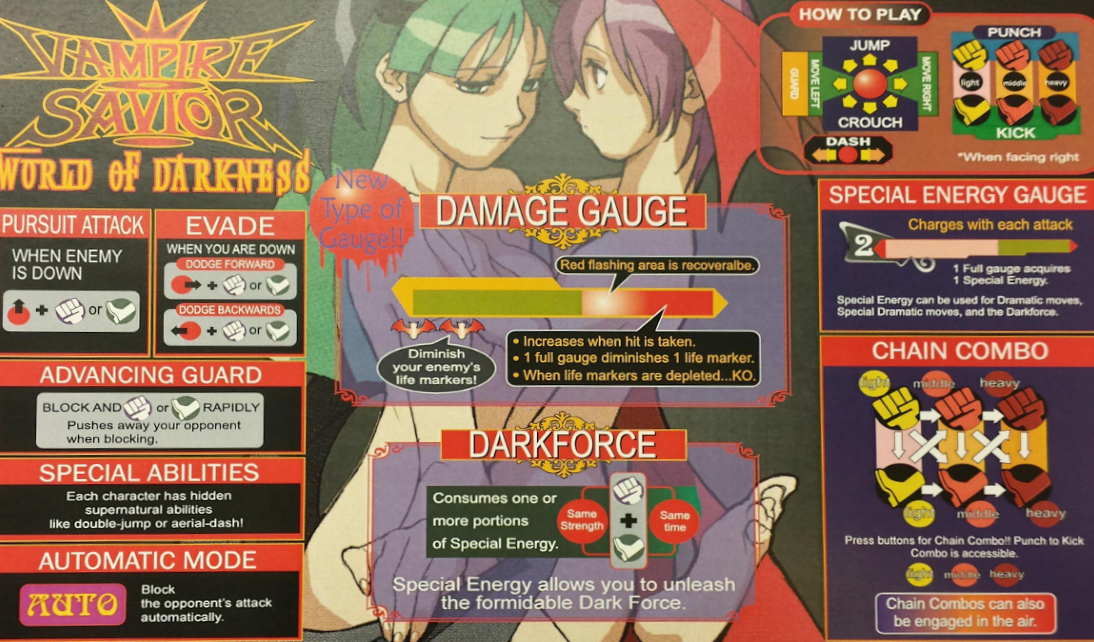 VAMPIRE
SAVIOR
WORLD OF DARKNESS
PURSUIT ATTACK
WHEN ENEMY
IS DOWN
+ or
EVADE
WHEN YOU ARE DOWN
DODGE FORWARD
+ or
DODGE BACKWARDS
+ or
ADVANCING GUARD
BLOCK AND or RAPIDLY
Pushes away your opponent
when blocking.
SPECIAL ABILITIES
Each character has hidden
supernatural abilities
like double-jump or aerial-dash!
AUTOMATIC MODE
AUTO
Block
the opponent's attack
automatically.
New
Type of
Gauge!!
DAMAGE GAUGE
Red flashing area is recoveralbe.
Diminish
your enemy's
life markers!
• Increases when hit is taken.
• 1 full gauge diminishes 1 life marker.
• When life markers are depleted...KO.
DARKFORCE
Consumes one or
more portions
of Special Energy.
Same
Strength
+
Same
time
Special Energy allows you to unleash
the formidable Dark Force.
HOW TO PLAY
GUARD
MOVE LEFT
JUMP
CROUCH
MOVE RIGHT
DASH
PUNCH
light middle heavy
KICK
*When facing right
SPECIAL ENERGY GAUGE
Charges with each attack
2
1 Full gauge acquires
1 Special Energy.
Special Energy can be used for Dramatic moves,
Special Dramatic moves, and the Darkforce.
CHAIN COMBO
light middle heavy
light middle heavy
Press buttons for Chain Combo!! Punch to Kick
Combo is accessible.
light middle heavy
Chain Combos can also
be engaged in the air.